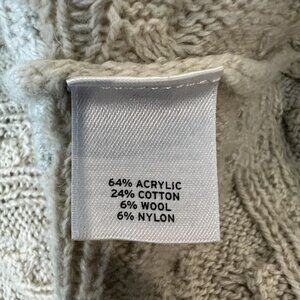 64% ACRYLIC
24% COTTON
6% WOOL
6% NYLON